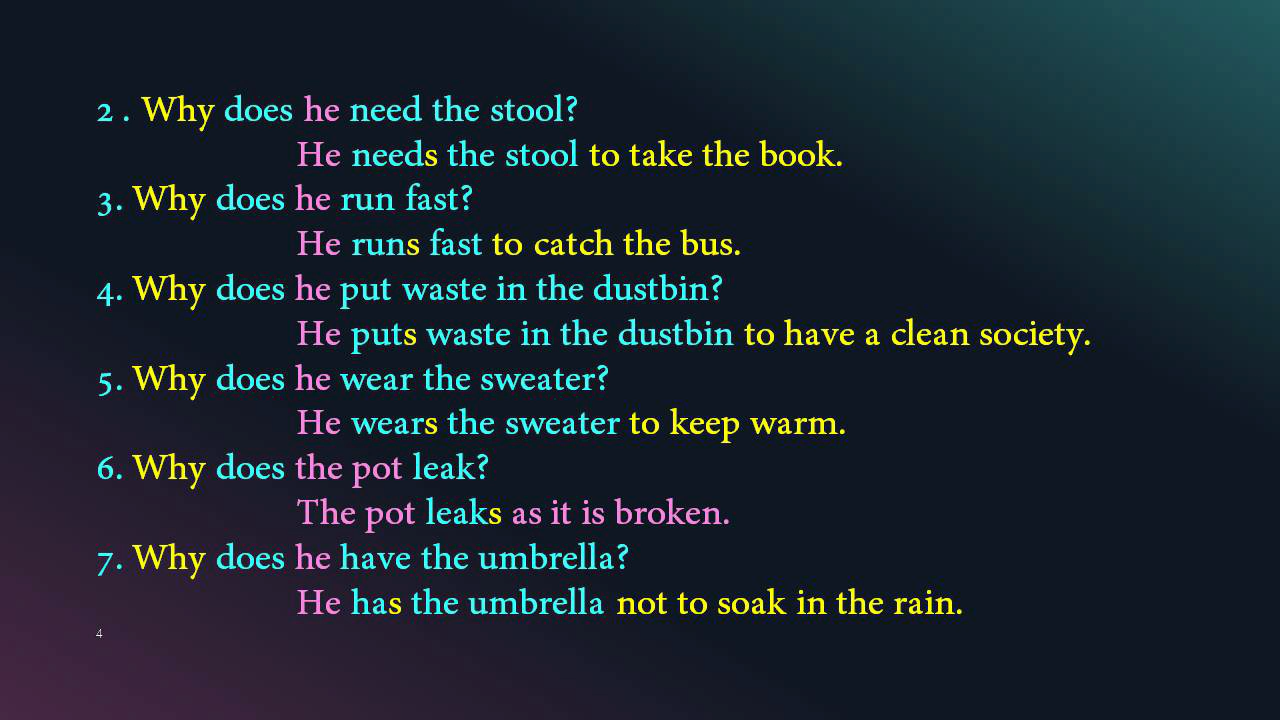 2 . Why does he need the stool?
He needs the stool to take the book.
3. Why does he run fast?
He runs fast to catch the bus.
4. Why does he put waste in the dustbin?
He puts waste in the dustbin to have a clean society.
5. Why does he wear the sweater?
He wears the sweater to keep warm.
6. Why does the pot leak?
The pot leaks as it is broken.
7. Why does he have the umbrella?
He has the umbrella not to soak in the rain.
4